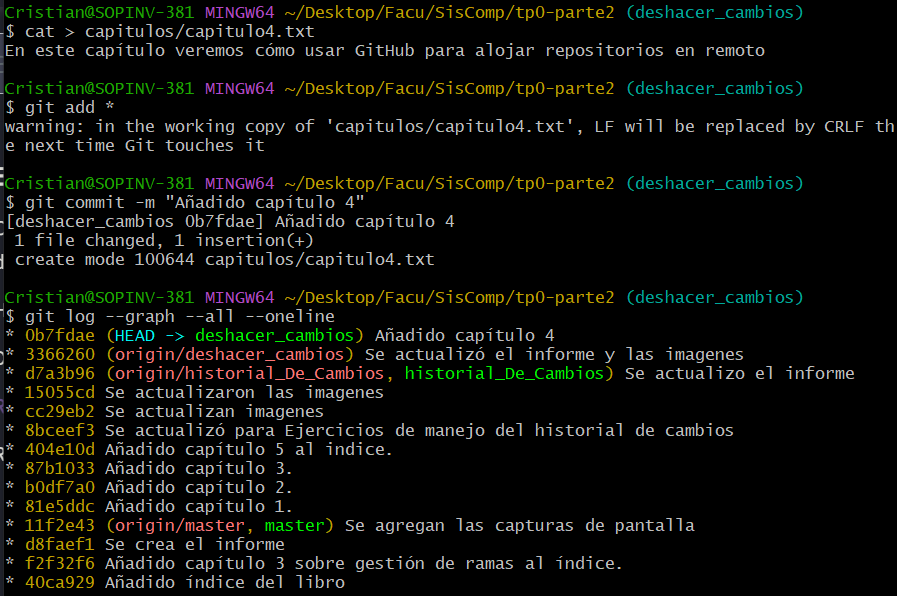 Cristian@SOPINV-381 MINGW64 ~/Desktop/Facu/SisComp/tp0-parte2 (deshacer_cambios)
$ cat > capitulos/capitulo4.txt
En este capítulo veremos cómo usar GitHub para alojar repositorios en remoto
Cristian@SOPINV-381 MINGW64 ~/Desktop/Facu/SisComp/tp0-parte2 (deshacer_cambios)
$ git add *
warning: in the working copy of 'capitulos/capitulo4.txt', LF will be replaced by CRLF th
e next time Git touches it
Cristian@SOPINV-381 MINGW64 ~/Desktop/Facu/SisComp/tp0-parte2 (deshacer_cambios)
$ git commit -m "Añadido capítulo 4"
[deshacer_cambios 0b7fdae] Añadido capítulo 4
 1 file changed, 1 insertion(+)
 create mode 100644 capitulos/capitulo4.txt
Cristian@SOPINV-381 MINGW64 ~/Desktop/Facu/SisComp/tp0-parte2 (deshacer_cambios)
$ git log --graph --all --oneline
* 0b7fdae (HEAD -> deshacer_cambios) Añadido capítulo 4
* 3366260 (origin/deshacer_cambios) Se actualizó el informe y las imagenes
* d7a3b96 (origin/historial_De_Cambios, historial_De_Cambios) Se actualizo el informe
* 15055cd Se actualizaron las imagenes
* cc29eb2 Se actualizan imagenes
* 8bceef3 Se actualizó para Ejercicios de manejo del historial de cambios
* 404e10d Añadido capítulo 5 al indice.
* 87b1033 Añadido capítulo 3.
* b0df7a0 Añadido capítulo 2.
* 81e5ddc Añadido capítulo 1.
* 11f2e43 (origin/master, master) Se agregan las capturas de pantalla
* d8faef1 Se crea el informe
* f2f32f6 Añadido capítulo 3 sobre gestión de ramas al índice.
* 40ca929 Añadido índice del libro